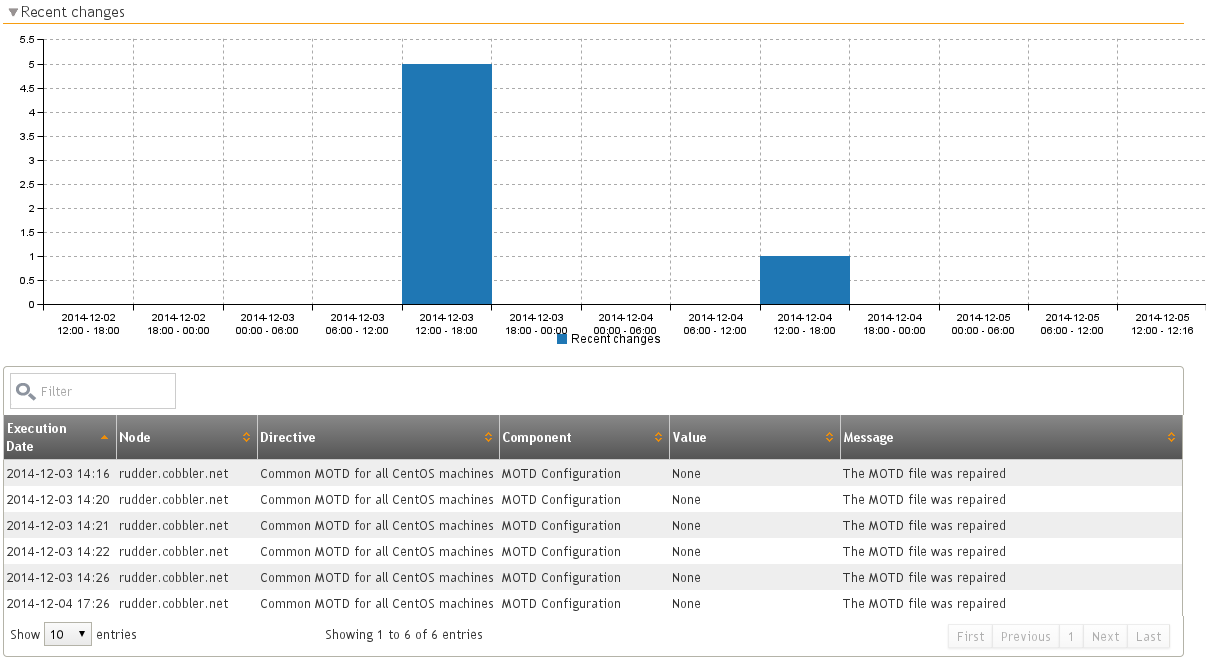 Recent changes
5.5
5
4.5
4
3.5
3
2.5
2
1.5
1
0.5
0
2014-12-02 2014-12-02 2014-12-03 2014-12-03 2014-12-03 2014-12-03 2014-12-04 2014-12-04 2014-12-04 2014-12-04 2014-12-05 2014-12-05 2014-12-05
12:00 - 18:00 18:00 - 00:00 00:00 - 06:00 06:00 - 12:00 12:00 - 18:00 18:00 - 00:00 00:00 - 06:00 06:00 - 12:00 12:00 - 18:00 18:00 - 00:00 00:00 - 06:00 06:00 - 12:00 12:00 - 12:16
Recent changes
Filter
Execution
Date Node Directive Component Value Message
2014-12-03 14:16 rudder.cobbler.net Common MOTD for all CentOS machines MOTD Configuration None The MOTD file was repaired
2014-12-03 14:20 rudder.cobbler.net Common MOTD for all CentOS machines MOTD Configuration None The MOTD file was repaired
2014-12-03 14:21 rudder.cobbler.net Common MOTD for all CentOS machines MOTD Configuration None The MOTD file was repaired
2014-12-03 14:22 rudder.cobbler.net Common MOTD for all CentOS machines MOTD Configuration None The MOTD file was repaired
2014-12-03 14:26 rudder.cobbler.net Common MOTD for all CentOS machines MOTD Configuration None The MOTD file was repaired
2014-12-04 17:26 rudder.cobbler.net Common MOTD for all CentOS machines MOTD Configuration None The MOTD file was repaired
Show 10 entries Showing 1 to 6 of 6 entries First Previous 1 Next Last